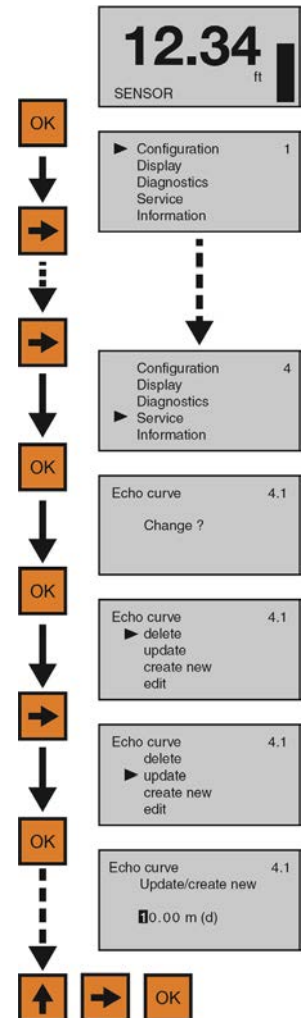 12.34
ft
SENSOR
OK
Configuration 1
Display
Diagnostics
Service
Information
Configuration 4
Display
Diagnostics
Service
Information
OK
Echo curve 4.1
Change ?
OK
Echo curve 4.1
delete
update
create new
edit
Echo curve 4.1
delete
update
create new
edit
OK
Echo curve 4.1
Update/create new
10.00 m (d)
OK